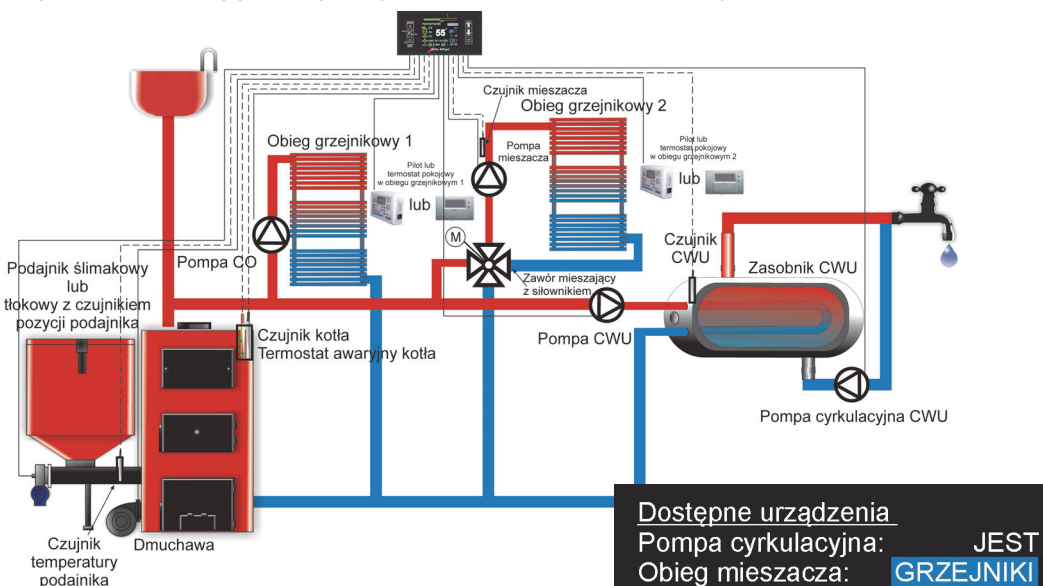 55
Czujnik mieszacza
Obieg grzejnikowy 2
Obieg grzejnikowy 1
Pompa
mieszacza
Pilot lub
termostat pokojowy
w obiegu grzejnikowym 2
lub
Pilot lub
termostat pokojowy
w obiegu grzejnikowym 1
lub
M
Czujnik
CWU
Zasobnik CWU
Pompa CO
Zawór mieszający
z siłownikiem
Podajnik ślimakowy
lub
tłokowy z czujnikiem
pozycji podajnika
Czujnik kotła
Termostat awaryjny kotła
Pompa CWU
Pompa cyrkulacyjna CWU
Czujnik
temperatury
podajnika
Dmuchawa
Dostępne urządzenia
Pompa cyrkulacyjna: JEST
Obieg mieszacza: GRZEJNIKI